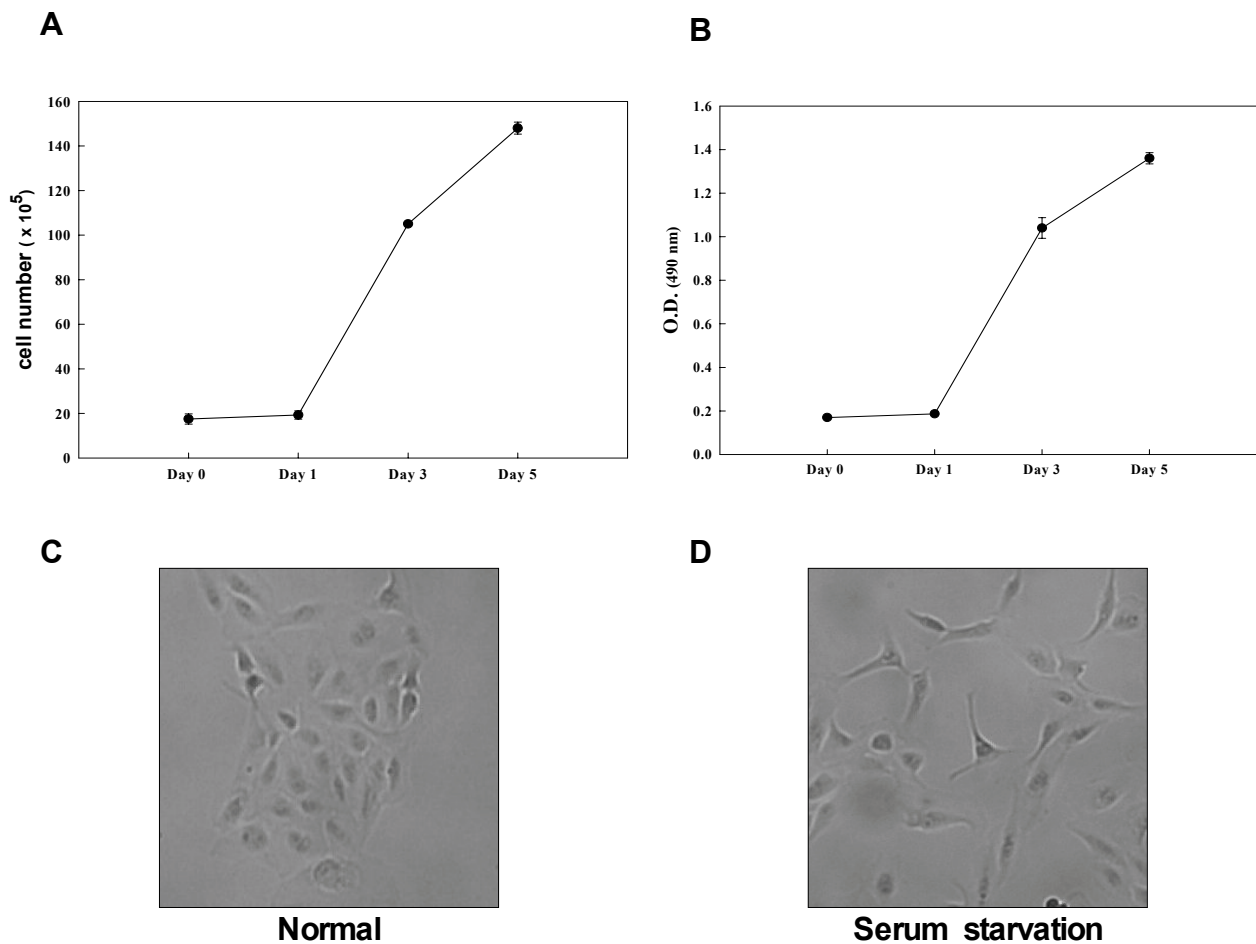 A
cell number ( x 10⁵)
160
140
120
100
80
60
40
20
0
Day 0 Day 1 Day 3 Day 5
B
O.D. (490 nm)
1.6
1.4
1.2
1.0
0.8
0.6
0.4
0.2
0.0
Day 0 Day 1 Day 3 Day 5
C
Normal
D
Serum starvation